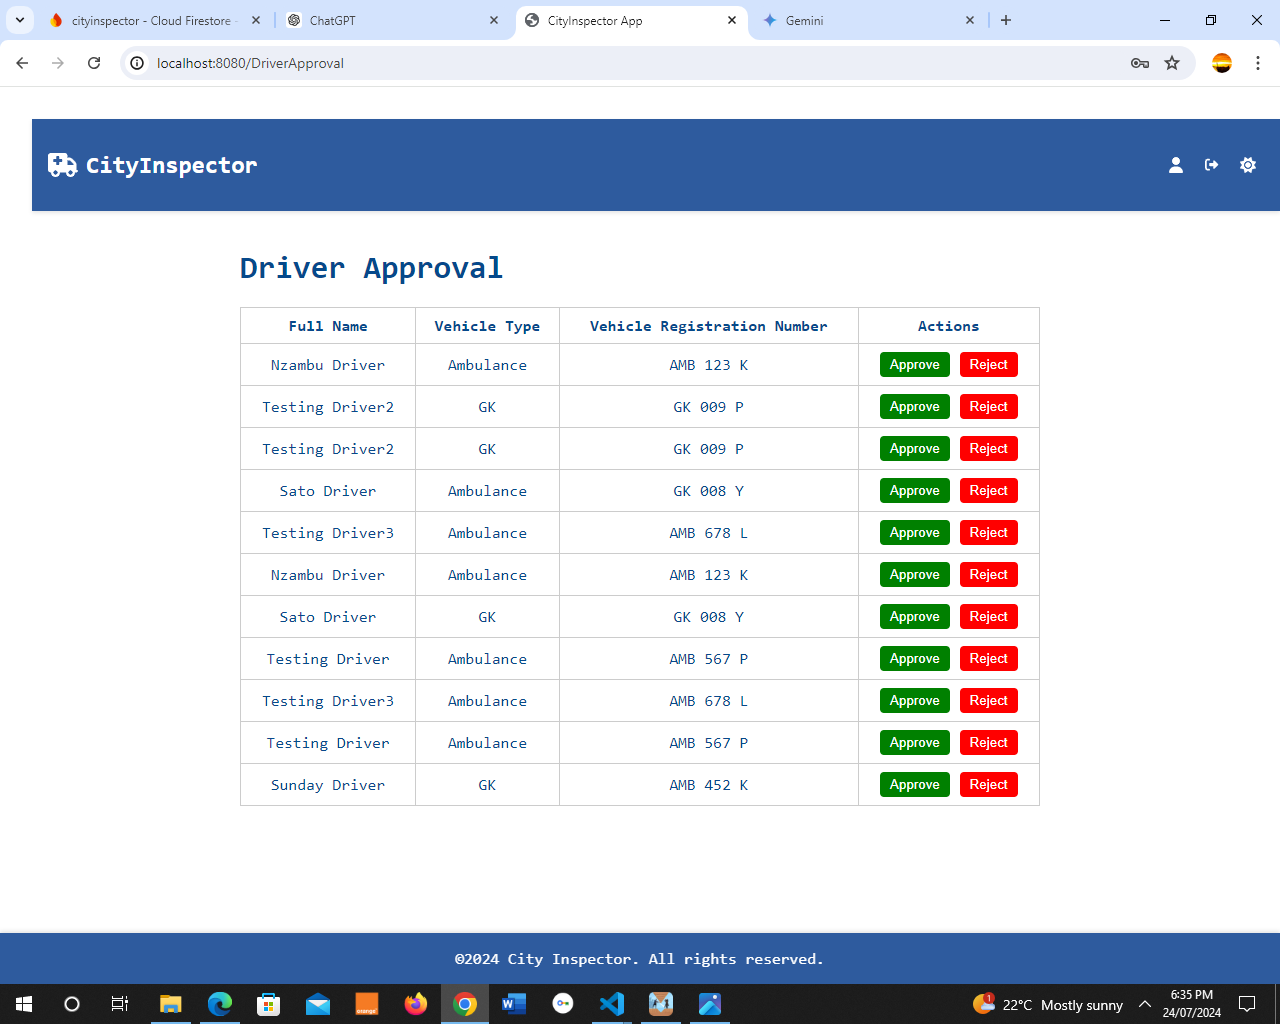 cityinspector - Cloud Firestore -
ChatGPT
CityInspector App
Gemini
localhost:8080/DriverApproval
CityInspector
Driver Approval
Full Name Vehicle Type Vehicle Registration Number Actions
Nzambu Driver Ambulance AMB 123 K Approve Reject
Testing Driver2 GK GK 009 P Approve Reject
Testing Driver2 GK GK 009 P Approve Reject
Sato Driver Ambulance GK 008 Y Approve Reject
Testing Driver3 Ambulance AMB 678 L Approve Reject
Nzambu Driver Ambulance AMB 123 K Approve Reject
Sato Driver GK GK 008 Y Approve Reject
Testing Driver Ambulance AMB 567 P Approve Reject
Testing Driver3 Ambulance AMB 678 L Approve Reject
Testing Driver Ambulance AMB 567 P Approve Reject
Sunday Driver GK AMB 452 K Approve Reject
©2024 City Inspector. All rights reserved.
orange
1
22°C Mostly sunny
6:35 PM
24/07/2024